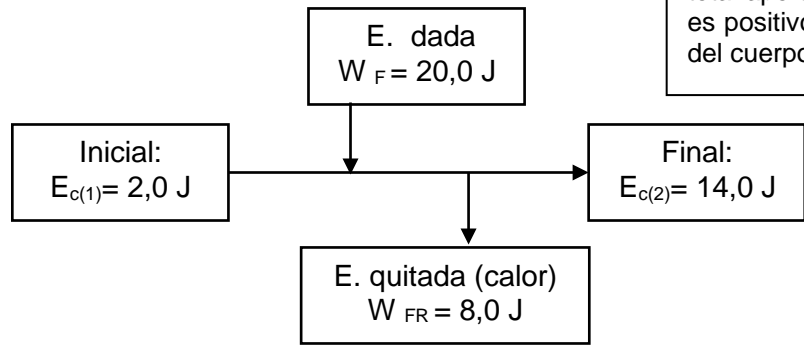 es positivo
del cuerpo
E. dada
W F = 20,0 J
Inicial:
Ec(1)= 2,0 J
Final:
Ec(2)= 14,0 J
E. quitada (calor)
W FR = 8,0 J